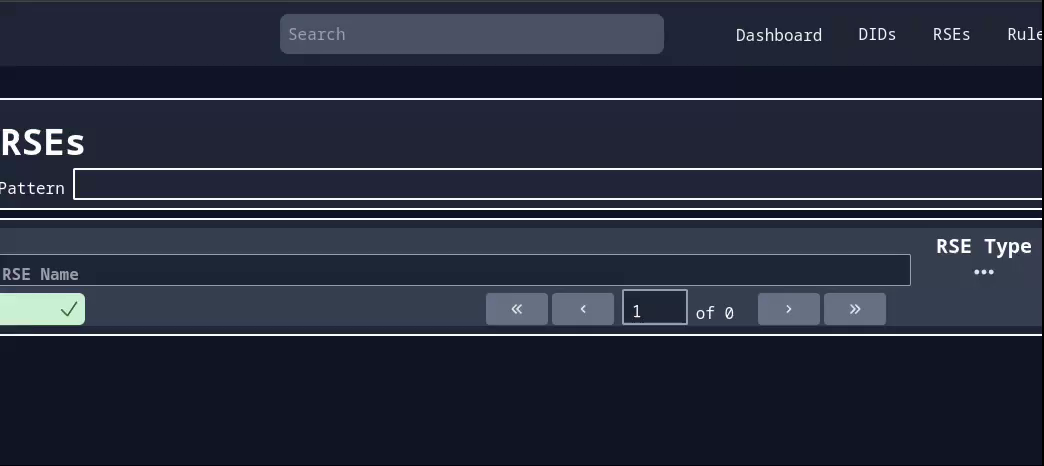 Search
Dashboard DIDs RSEs Rule
RSEs
Pattern
RSE Type
RSE Name
•••
« ‹ 1 of 0 › »